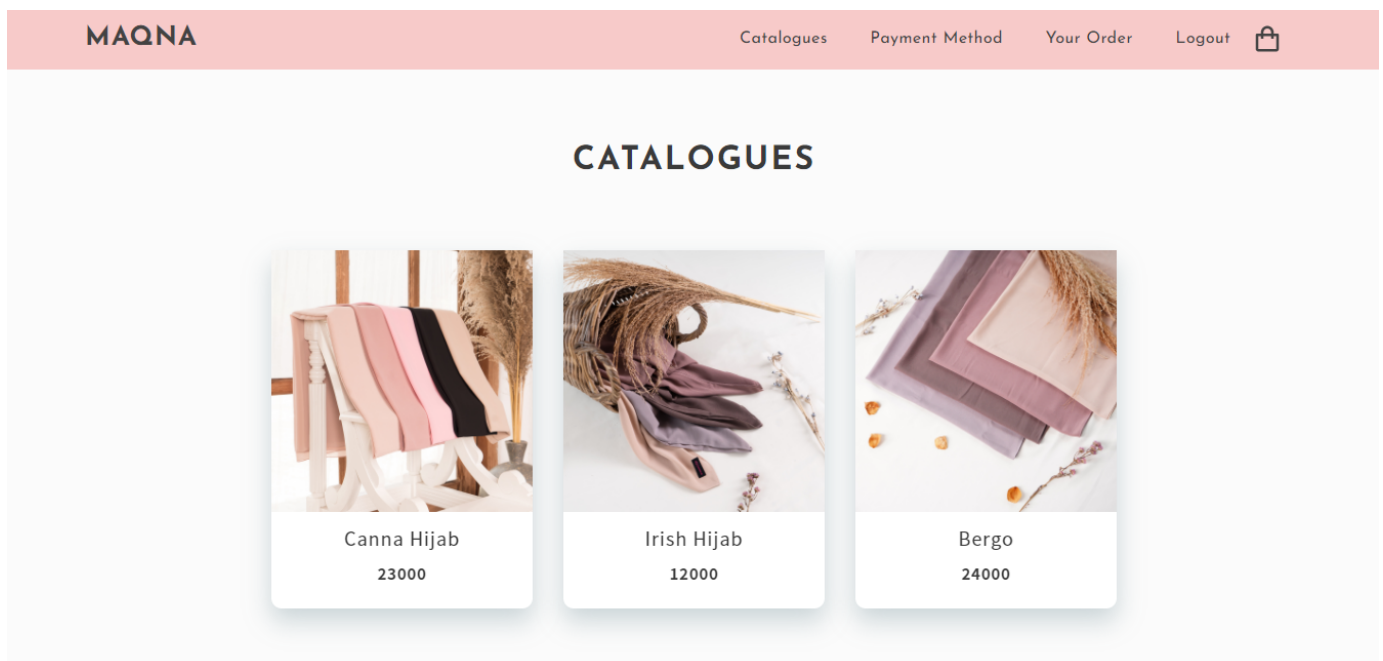 MAQNA
Catalogues Payment Method Your Order Logout
CATALOGUES
Canna Hijab
23000
Irish Hijab
12000
Bergo
24000